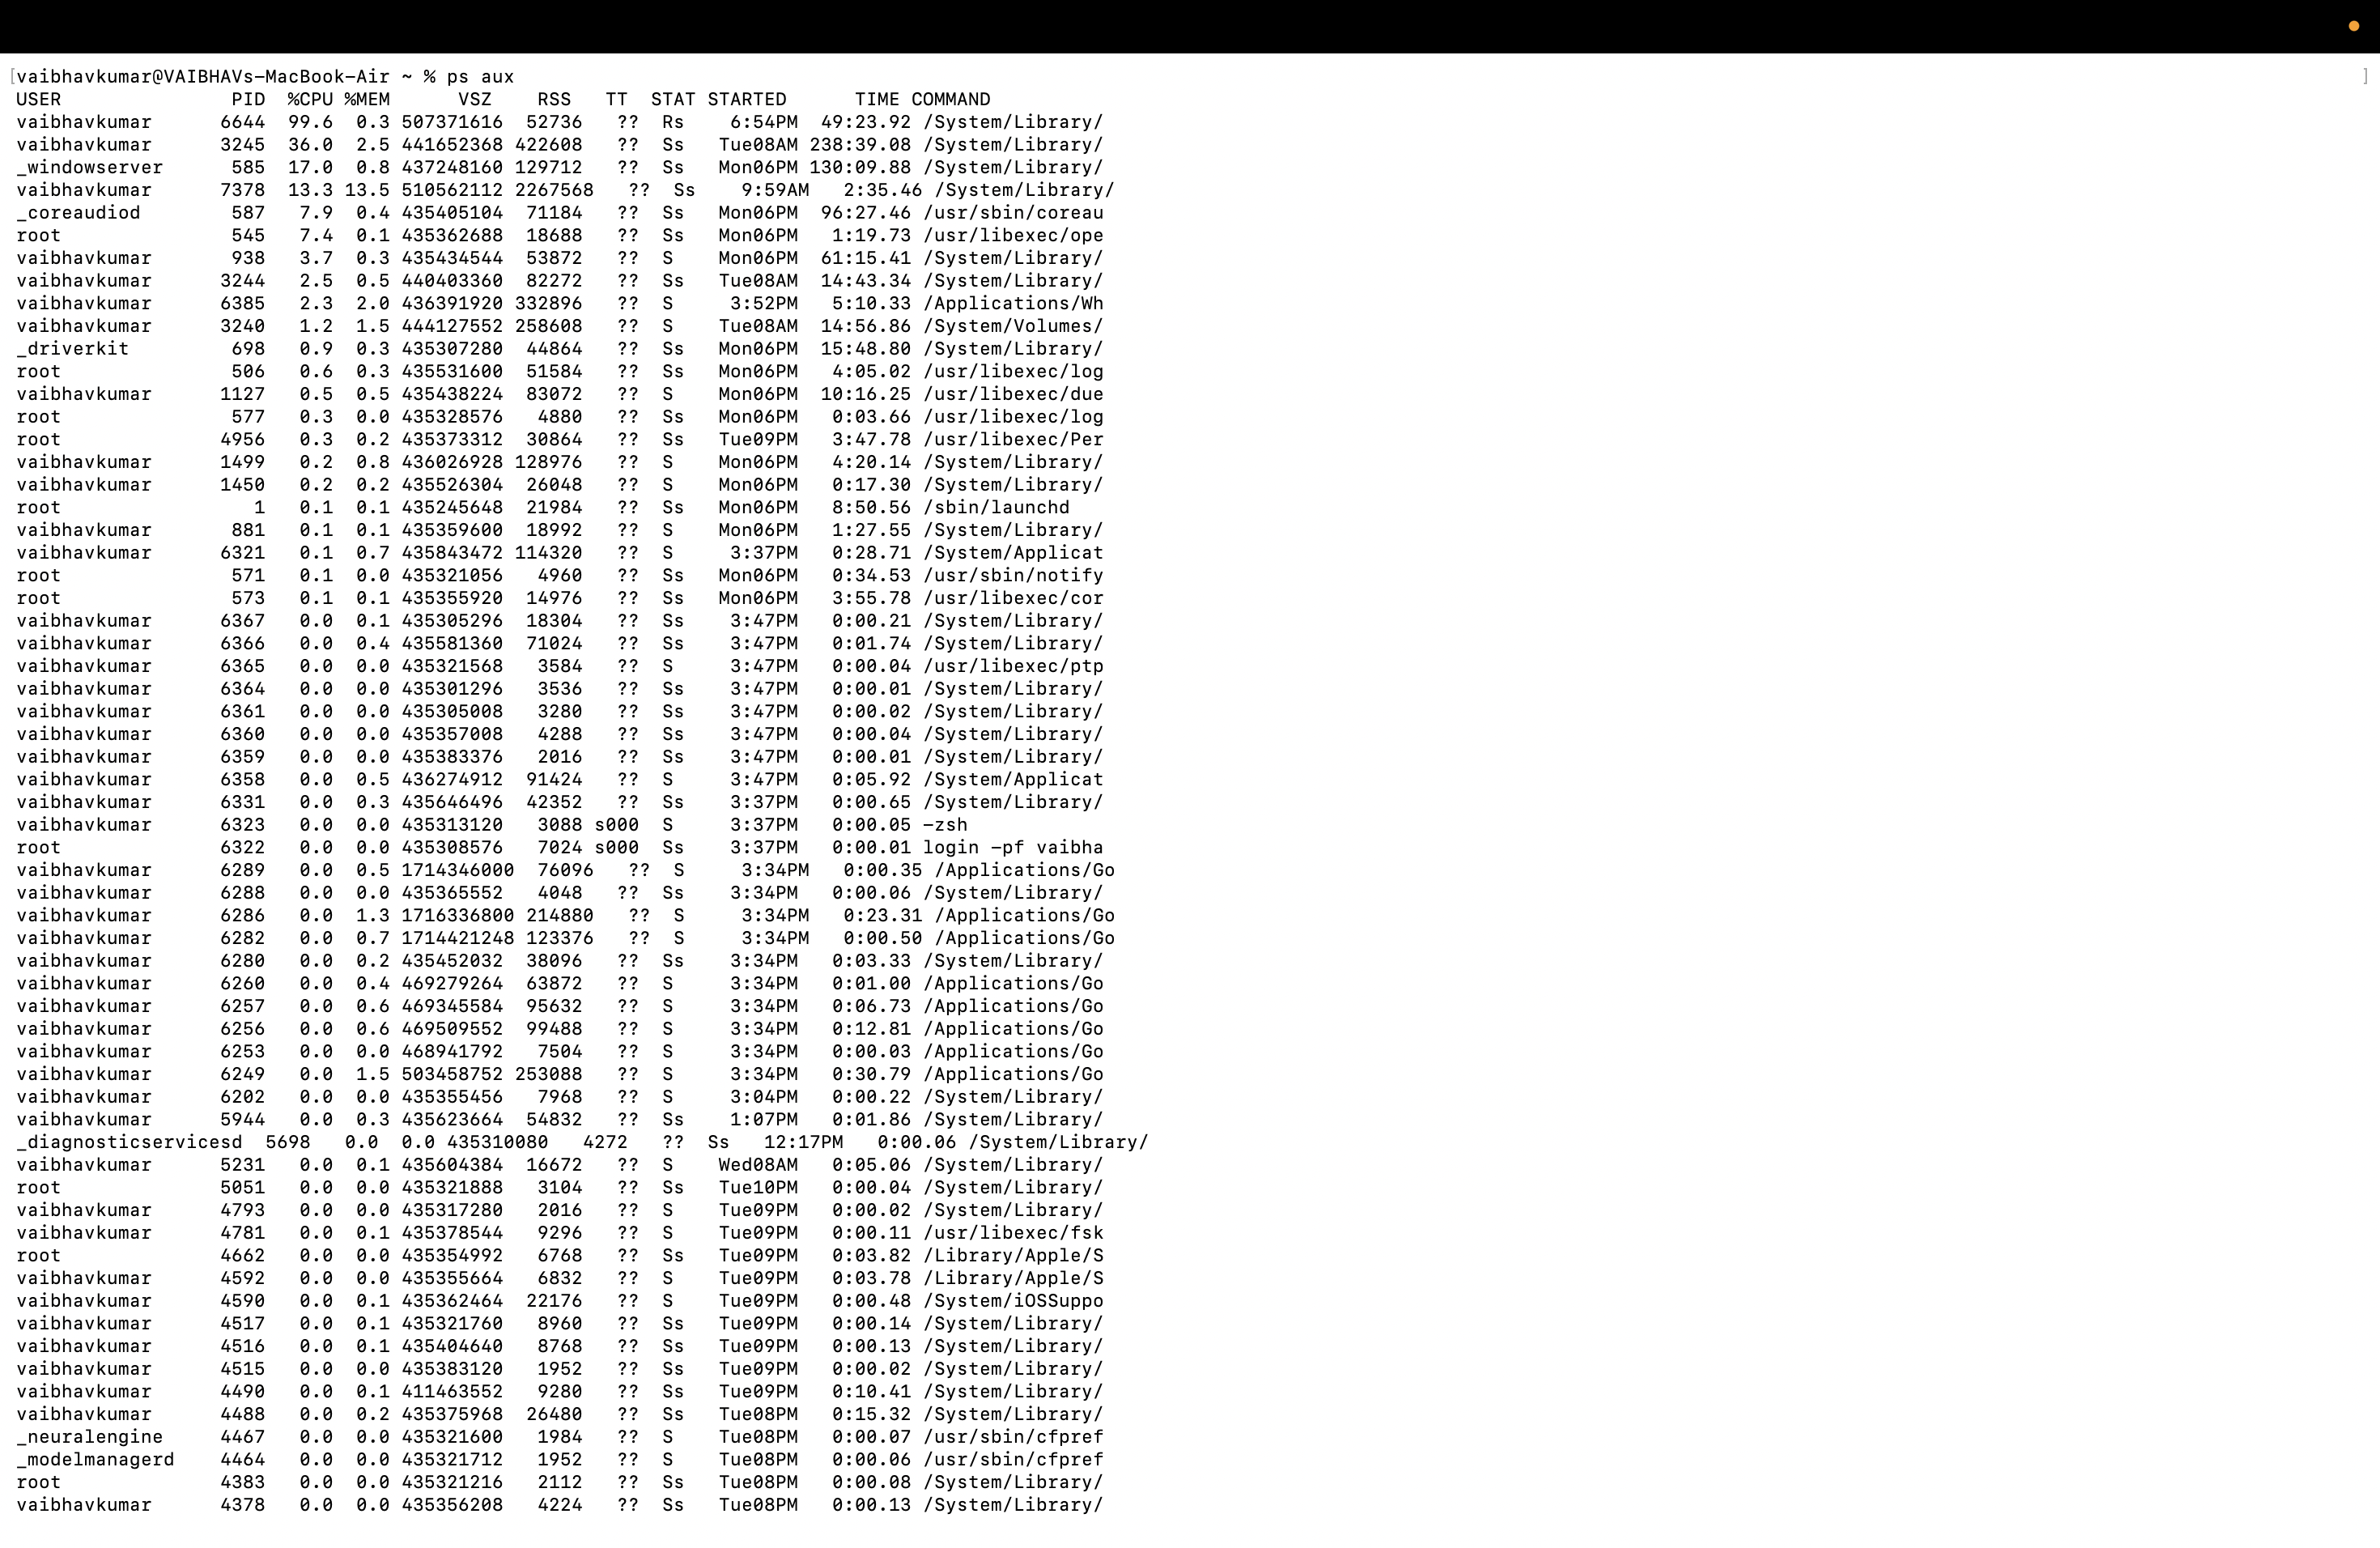 [vaibhavkumar@VAIBHAVs-MacBook-Air ~ % ps aux ]
USER               PID  %CPU %MEM      VSZ    RSS   TT  STAT STARTED      TIME COMMAND
vaibhavkumar      6644  99.6  0.3 507371616  52736   ??  Rs    6:54PM  49:23.92 /System/Library/
vaibhavkumar      3245  36.0  2.5 441652368 422608   ??  Ss   Tue08AM 238:39.08 /System/Library/
_windowserver      585  17.0  0.8 437248160 129712   ??  Ss   Mon06PM 130:09.88 /System/Library/
vaibhavkumar      7378  13.3 13.5 510562112 2267568   ??  Ss    9:59AM   2:35.46 /System/Library/
_coreaudiod        587   7.9  0.4 435405104  71184   ??  Ss   Mon06PM  96:27.46 /usr/sbin/coreau
root               545   7.4  0.1 435362688  18688   ??  Ss   Mon06PM   1:19.73 /usr/libexec/ope
vaibhavkumar       938   3.7  0.3 435434544  53872   ??  S    Mon06PM  61:15.41 /System/Library/
vaibhavkumar      3244   2.5  0.5 440403360  82272   ??  Ss   Tue08AM  14:43.34 /System/Library/
vaibhavkumar      6385   2.3  2.0 436391920 332896   ??  S     3:52PM   5:10.33 /Applications/Wh
vaibhavkumar      3240   1.2  1.5 444127552 258608   ??  S    Tue08AM  14:56.86 /System/Volumes/
_driverkit         698   0.9  0.3 435307280  44864   ??  Ss   Mon06PM  15:48.80 /System/Library/
root               506   0.6  0.3 435531600  51584   ??  Ss   Mon06PM   4:05.02 /usr/libexec/log
vaibhavkumar      1127   0.5  0.5 435438224  83072   ??  S    Mon06PM  10:16.25 /usr/libexec/due
root               577   0.3  0.0 435328576   4880   ??  Ss   Mon06PM   0:03.66 /usr/libexec/log
root              4956   0.3  0.2 435373312  30864   ??  Ss   Tue09PM   3:47.78 /usr/libexec/Per
vaibhavkumar      1499   0.2  0.8 436026928 128976   ??  S    Mon06PM   4:20.14 /System/Library/
vaibhavkumar      1450   0.2  0.2 435526304  26048   ??  S    Mon06PM   0:17.30 /System/Library/
root                 1   0.1  0.1 435245648  21984   ??  Ss   Mon06PM   8:50.56 /sbin/launchd
vaibhavkumar       881   0.1  0.1 435359600  18992   ??  S    Mon06PM   1:27.55 /System/Library/
vaibhavkumar      6321   0.1  0.7 435843472 114320   ??  S     3:37PM   0:28.71 /System/Applicat
root               571   0.1  0.0 435321056   4960   ??  Ss   Mon06PM   0:34.53 /usr/sbin/notify
root               573   0.1  0.1 435355920  14976   ??  Ss   Mon06PM   3:55.78 /usr/libexec/cor
vaibhavkumar      6367   0.0  0.1 435305296  18304   ??  Ss    3:47PM   0:00.21 /System/Library/
vaibhavkumar      6366   0.0  0.4 435581360  71024   ??  Ss    3:47PM   0:01.74 /System/Library/
vaibhavkumar      6365   0.0  0.0 435321568   3584   ??  S     3:47PM   0:00.04 /usr/libexec/ptp
vaibhavkumar      6364   0.0  0.0 435301296   3536   ??  Ss    3:47PM   0:00.01 /System/Library/
vaibhavkumar      6361   0.0  0.0 435305008   3280   ??  Ss    3:47PM   0:00.02 /System/Library/
vaibhavkumar      6360   0.0  0.0 435357008   4288   ??  Ss    3:47PM   0:00.04 /System/Library/
vaibhavkumar      6359   0.0  0.0 435383376   2016   ??  Ss    3:47PM   0:00.01 /System/Library/
vaibhavkumar      6358   0.0  0.5 436274912  91424   ??  S     3:47PM   0:05.92 /System/Applicat
vaibhavkumar      6331   0.0  0.3 435646496  42352   ??  Ss    3:37PM   0:00.65 /System/Library/
vaibhavkumar      6323   0.0  0.0 435313120   3088 s000  S     3:37PM   0:00.05 -zsh
root              6322   0.0  0.0 435308576   7024 s000  Ss    3:37PM   0:00.01 login -pf vaibha
vaibhavkumar      6289   0.0  0.5 1714346000  76096   ??  S     3:34PM   0:00.35 /Applications/Go
vaibhavkumar      6288   0.0  0.0 435365552   4048   ??  Ss    3:34PM   0:00.06 /System/Library/
vaibhavkumar      6286   0.0  1.3 1716336800 214880   ??  S     3:34PM   0:23.31 /Applications/Go
vaibhavkumar      6282   0.0  0.7 1714421248 123376   ??  S     3:34PM   0:00.50 /Applications/Go
vaibhavkumar      6280   0.0  0.2 435452032  38096   ??  Ss    3:34PM   0:03.33 /System/Library/
vaibhavkumar      6260   0.0  0.4 469279264  63872   ??  S     3:34PM   0:01.00 /Applications/Go
vaibhavkumar      6257   0.0  0.6 469345584  95632   ??  S     3:34PM   0:06.73 /Applications/Go
vaibhavkumar      6256   0.0  0.6 469509552  99488   ??  S     3:34PM   0:12.81 /Applications/Go
vaibhavkumar      6253   0.0  0.0 468941792   7504   ??  S     3:34PM   0:00.03 /Applications/Go
vaibhavkumar      6249   0.0  1.5 503458752 253088   ??  S     3:34PM   0:30.79 /Applications/Go
vaibhavkumar      6202   0.0  0.0 435355456   7968   ??  S     3:04PM   0:00.22 /System/Library/
vaibhavkumar      5944   0.0  0.3 435623664  54832   ??  Ss    1:07PM   0:01.86 /System/Library/
_diagnosticservicesd  5698   0.0  0.0 435310080   4272   ??  Ss   12:17PM   0:00.06 /System/Library/
vaibhavkumar      5231   0.0  0.1 435604384  16672   ??  S    Wed08AM   0:05.06 /System/Library/
root              5051   0.0  0.0 435321888   3104   ??  Ss   Tue10PM   0:00.04 /System/Library/
vaibhavkumar      4793   0.0  0.0 435317280   2016   ??  S    Tue09PM   0:00.02 /System/Library/
vaibhavkumar      4781   0.0  0.1 435378544   9296   ??  S    Tue09PM   0:00.11 /usr/libexec/fsk
root              4662   0.0  0.0 435354992   6768   ??  Ss   Tue09PM   0:03.82 /Library/Apple/S
vaibhavkumar      4592   0.0  0.0 435355664   6832   ??  S    Tue09PM   0:03.78 /Library/Apple/S
vaibhavkumar      4590   0.0  0.1 435362464  22176   ??  S    Tue09PM   0:00.48 /System/iOSSuppo
vaibhavkumar      4517   0.0  0.1 435321760   8960   ??  Ss   Tue09PM   0:00.14 /System/Library/
vaibhavkumar      4516   0.0  0.1 435404640   8768   ??  Ss   Tue09PM   0:00.13 /System/Library/
vaibhavkumar      4515   0.0  0.0 435383120   1952   ??  Ss   Tue09PM   0:00.02 /System/Library/
vaibhavkumar      4490   0.0  0.1 411463552   9280   ??  Ss   Tue09PM   0:10.41 /System/Library/
vaibhavkumar      4488   0.0  0.2 435375968  26480   ??  Ss   Tue08PM   0:15.32 /System/Library/
_neuralengine     4467   0.0  0.0 435321600   1984   ??  S    Tue08PM   0:00.07 /usr/sbin/cfpref
_modelmanagerd    4464   0.0  0.0 435321712   1952   ??  S    Tue08PM   0:00.06 /usr/sbin/cfpref
root              4383   0.0  0.0 435321216   2112   ??  Ss   Tue08PM   0:00.08 /System/Library/
vaibhavkumar      4378   0.0  0.0 435356208   4224   ??  Ss   Tue08PM   0:00.13 /System/Library/